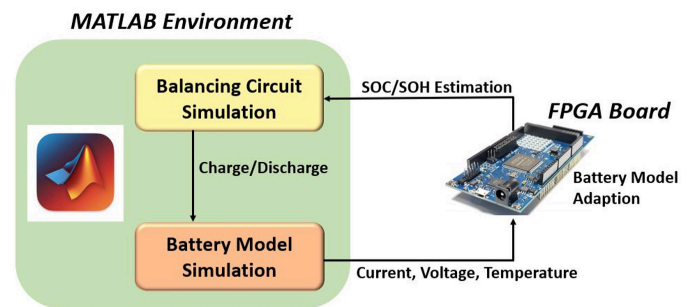 MATLAB Environment
Balancing Circuit
Simulation
SOC/SOH Estimation
FPGA Board
Charge/Discharge
Battery Model
Adaption
Battery Model
Simulation
Current, Voltage, Temperature